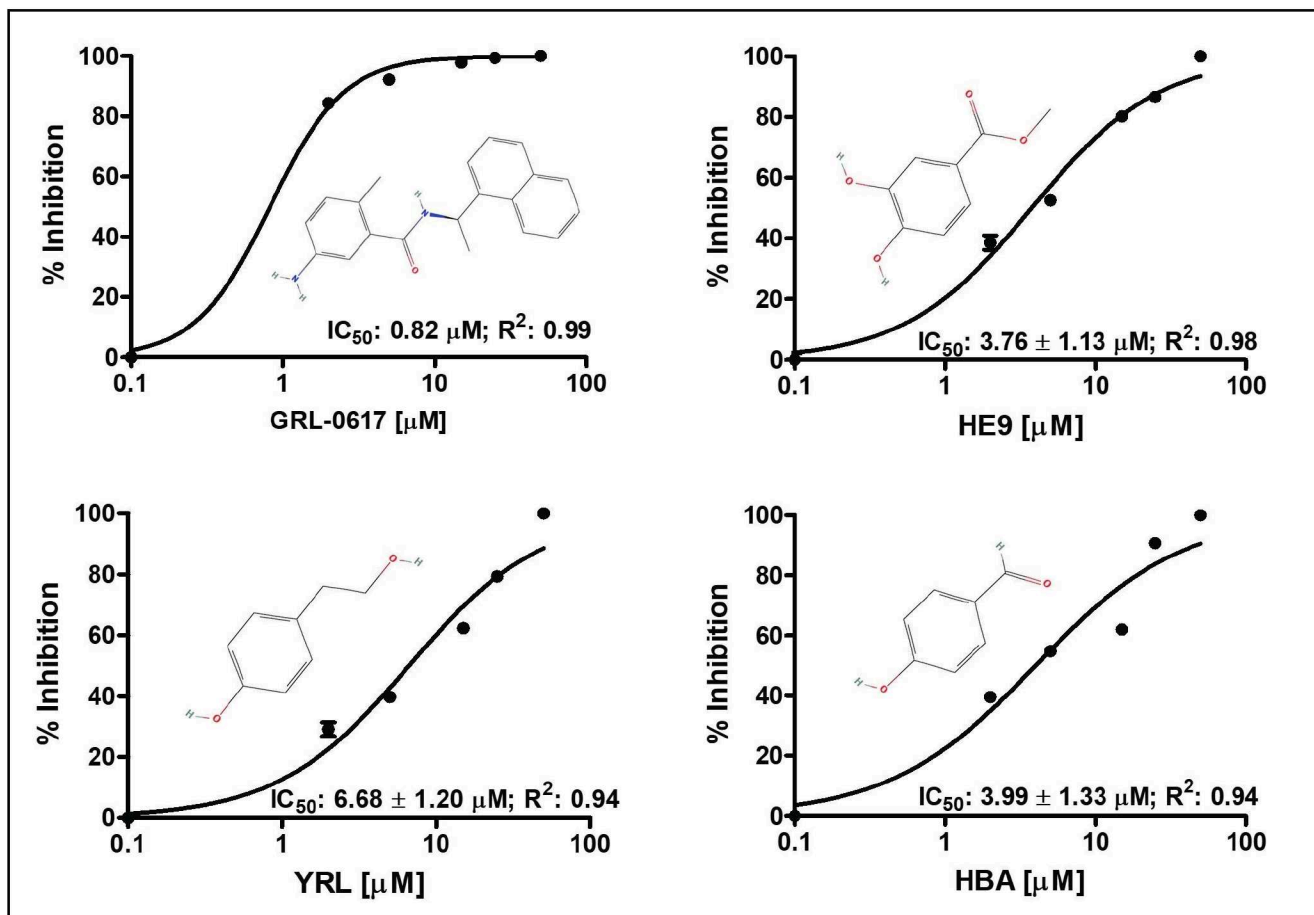 100
80
60
40
20
0
% Inhibition
H
N
O
N
H
H
IC50: 0.82 μM; R2: 0.99
0.1 1 10 100
GRL-0617 [μM]
100
80
60
40
20
0
% Inhibition
O
O
H
O
O
H
IC50: 3.76 ± 1.13 μM; R2: 0.98
0.1 1 10 100
HE9 [μM]
100
80
60
40
20
0
% Inhibition
O H
H O
IC50: 6.68 ± 1.20 μM; R2: 0.94
0.1 1 10 100
YRL [μM]
100
80
60
40
20
0
% Inhibition
H
O
H O
IC50: 3.99 ± 1.33 μM; R2: 0.94
0.1 1 10 100
HBA [μM]